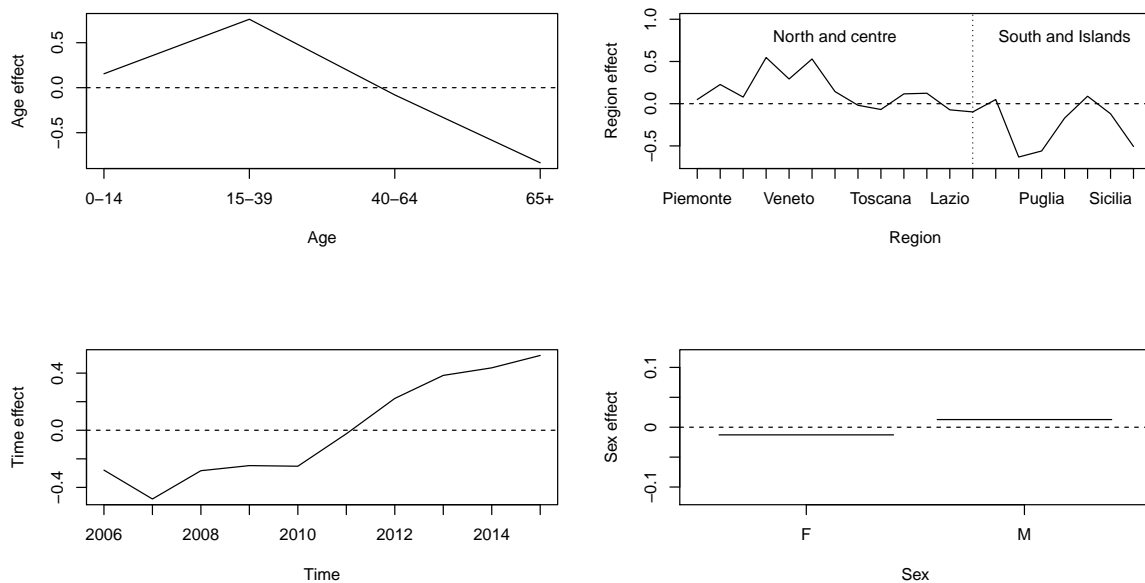 Age effect
0.5
0.0
−0.5
0−14
15−39
40−64
65+
Age
Region effect
1.0
0.5
0.0
−0.5
North and centre
South and Islands
Piemonte
Veneto
Toscana
Lazio
Puglia
Sicilia
Region
Time effect
0.4
0.0
−0.4
2006
2008
2010
2012
2014
Time
Sex effect
0.1
0
−0.1
F
M
Sex